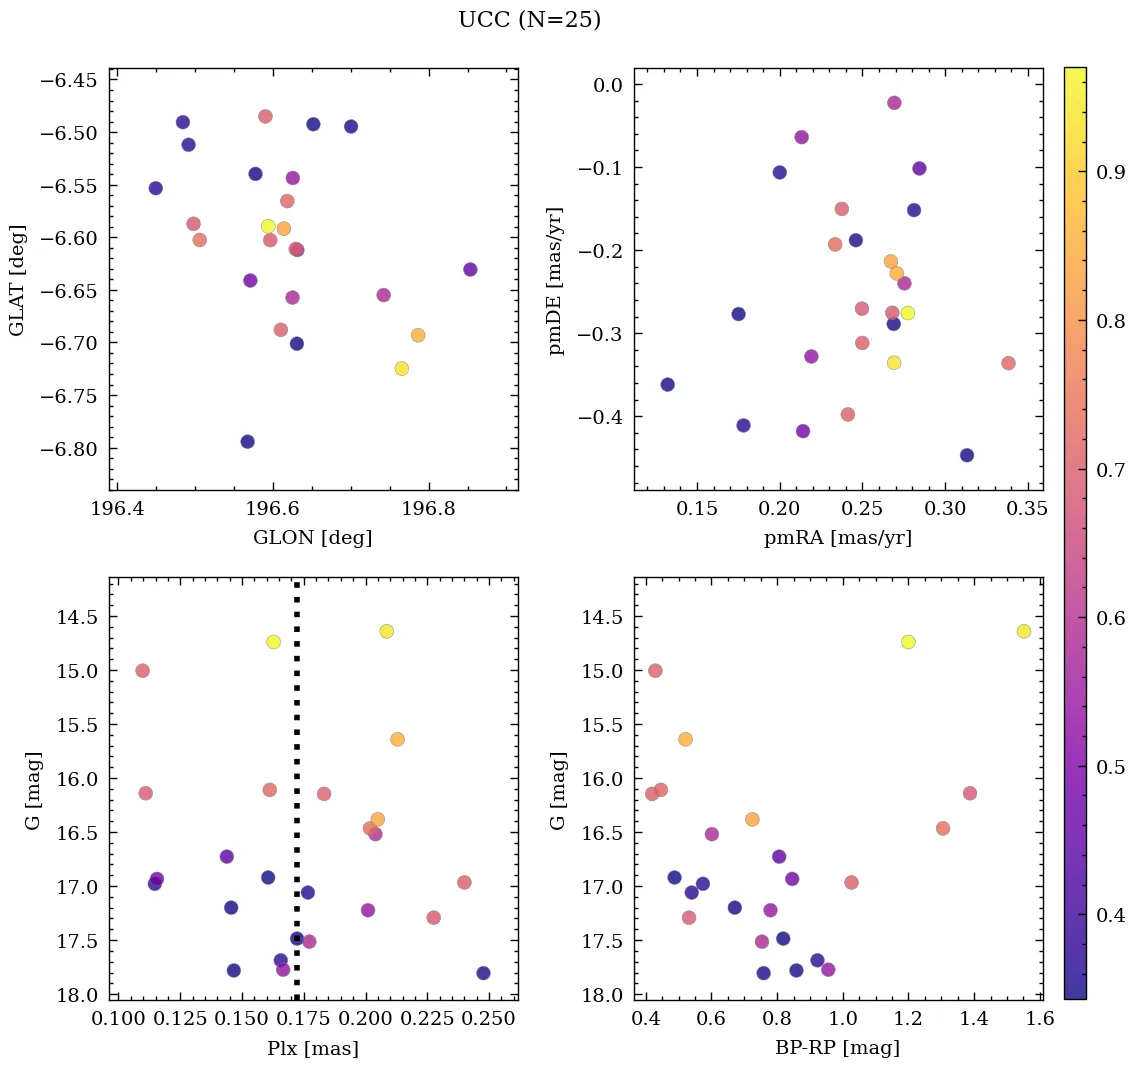 UCC (N=25)
−6.45
−6.50
−6.55
−6.60
−6.65
−6.70
−6.75
−6.80
GLAT [deg]
196.4 196.6 196.8
GLON [deg]
0.0
−0.1
−0.2
−0.3
−0.4
pmDE [mas/yr]
0.15 0.20 0.25 0.30 0.35
pmRA [mas/yr]
14.5
15.0
15.5
16.0
16.5
17.0
17.5
18.0
G [mag]
0.100 0.125 0.150 0.175 0.200 0.225 0.250
Plx [mas]
14.5
15.0
15.5
16.0
16.5
17.0
17.5
18.0
G [mag]
0.4 0.6 0.8 1.0 1.2 1.4 1.6
BP-RP [mag]
0.9
0.8
0.7
0.6
0.5
0.4